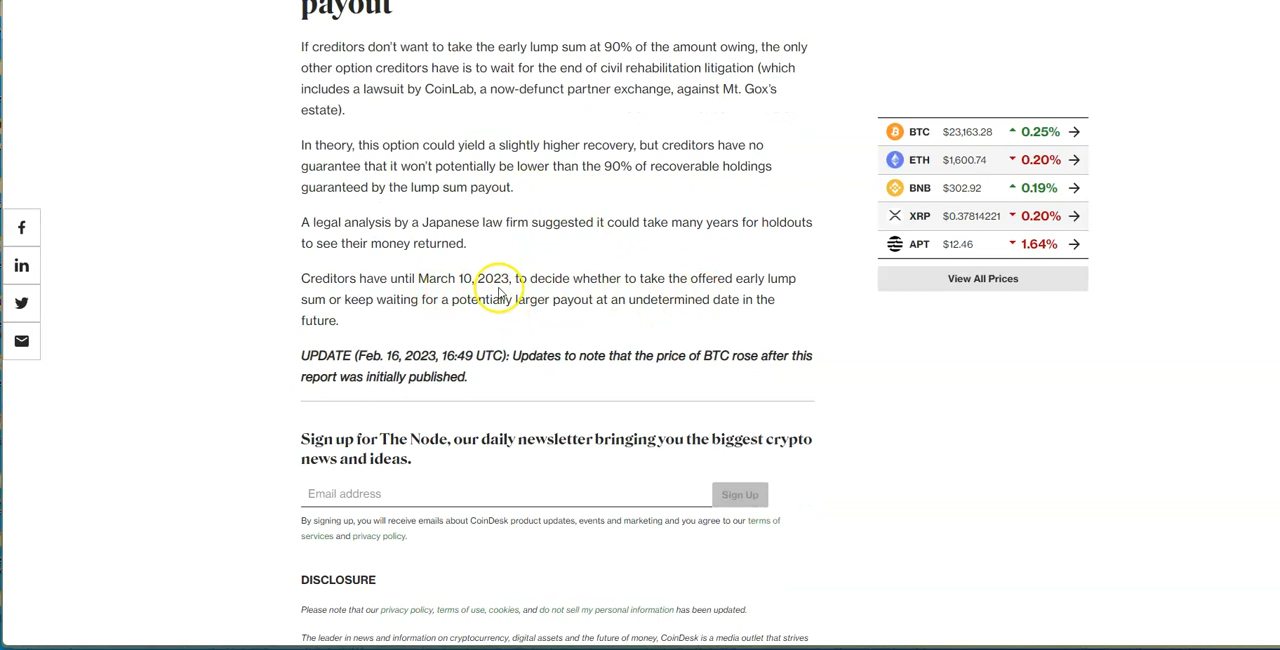 payout
If creditors don't want to take the early lump sum at 90% of the amount owing, the only
other option creditors have is to wait for the end of civil rehabilitation litigation (which
includes a lawsuit by CoinLab, a now-defunct partner exchange, against Mt. Gox's
estate).
In theory, this option could yield a slightly higher recovery, but creditors have no
guarantee that it won't potentially be lower than the 90% of recoverable holdings
guaranteed by the lump sum payout.
A legal analysis by a Japanese law firm suggested it could take many years for holdouts
to see their money returned.
Creditors have until March 10, 2023, to decide whether to take the offered early lump
sum or keep waiting for a potentially larger payout at an undetermined date in the
future.
UPDATE (Feb. 16, 2023, 16:49 UTC): Updates to note that the price of BTC rose after this
report was initially published.
Sign up for The Node, our daily newsletter bringing you the biggest crypto
news and ideas.
Email address
Sign Up
By signing up, you will receive emails about CoinDesk product updates, events and marketing and you agree to our terms of
services and privacy policy.
DISCLOSURE
Please note that our privacy policy, terms of use, cookies, and do not sell my personal information has been updated.
The leader in news and information on cryptocurrency, digital assets and the future of money, CoinDesk is a media outlet that strives
BTC $23,163.28 0.25%
ETH $1,600.74 0.20%
BNB $302.92 0.19%
XRP $0.37814221 0.20%
APT $12.46 1.64%
View All Prices